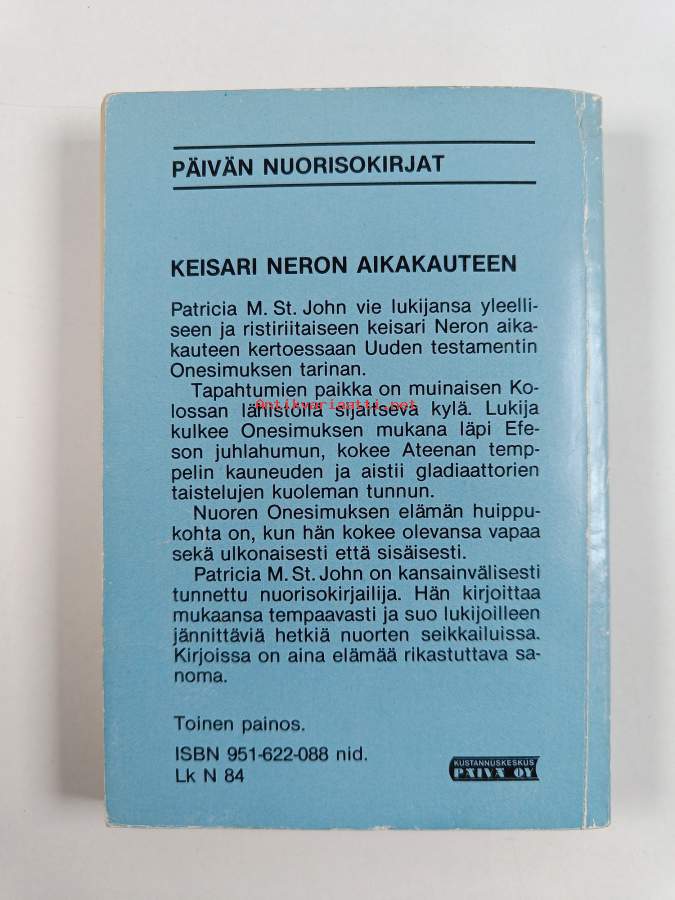 PÄIVÄN NUORISOKIRJAT
KEISARI NERON AIKAKAUTEEN
Patricia M. St. John vie lukijansa yleelli-
seen ja ristiriitaiseen keisari Neron aika-
kauteen kertoessaan Uuden testamentin
Onesimuksen tarinan.
Tapahtumien paikka on muinaisen Ko-
lossan lähistöllä sijaitseva kylä. Lukija
Antikvariaatti.net
kulkee Onesimuksen mukana läpi Efe-
son juhlahumun, kokee Ateenan temp-
pelin kauneuden ja aistii gladiaattorien
taistelujen kuoleman tunnun.
Nuoren Onesimuksen elämän huippu-
kohta on, kun hän kokee olevansa vapaa
sekä ulkonaisesti että sisäisesti.
Patricia M. St. John on kansainvälisesti
tunnettu nuorisokirjailija. Hän kirjoittaa
mukaansa tempaavasti ja suo lukijoilleen
jännittäviä hetkiä nuorten seikkailuissa.
Kirjoissa on aina elämää rikastuttava sa-
noma.
Toinen painos.
ISBN 951-622-088 nid.
Lk N 84
KUSTANNUSKESKUS
PÄIVÄ OY